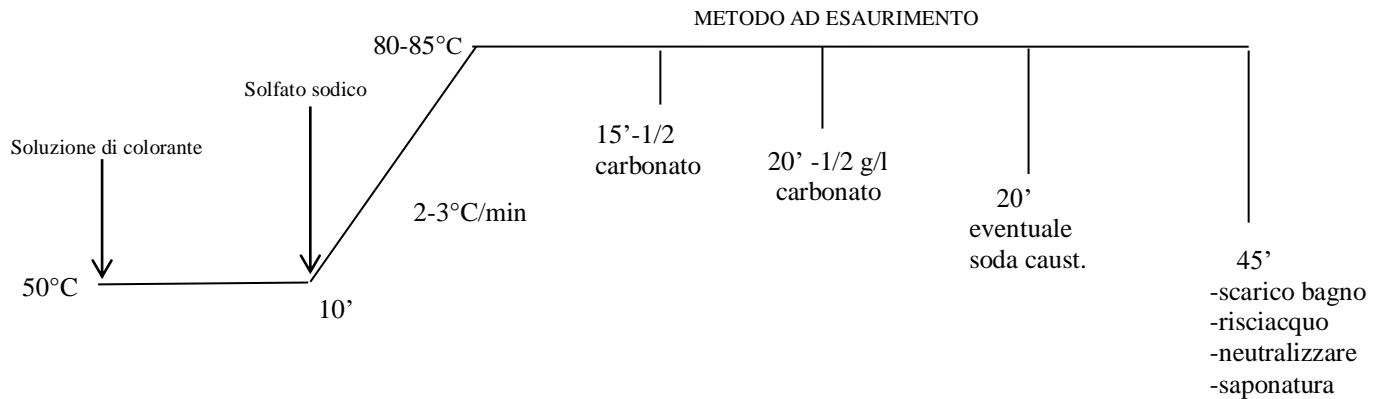 METODO AD ESAURIMENTO
80-85°C
Solfato sodico
Soluzione di colorante
15’-1/2
carbonato
20’ -1/2 g/l
carbonato
2-3°C/min
20’
eventuale
soda caust.
50°C
10’
45’
-scarico bagno
-risciacquo
-neutralizzare
-saponatura